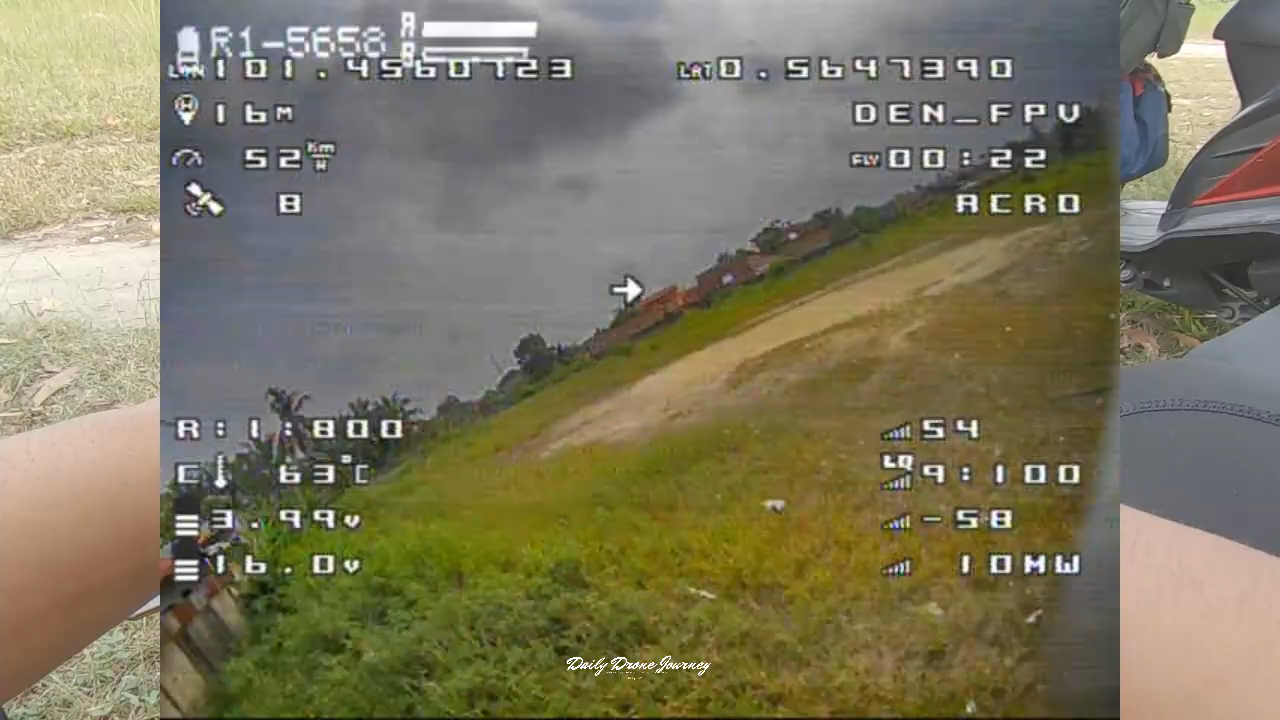 R1-5658 A B
LON 101.4560723 LAT 0.5647390
H 16M DEN_FPV
52 Km/H FLY 00:22
8 ACRO
R:1:800 54
C 63°C LQ 9:100
3.99V -58
16.0V 10MW
Daily Drone Journey